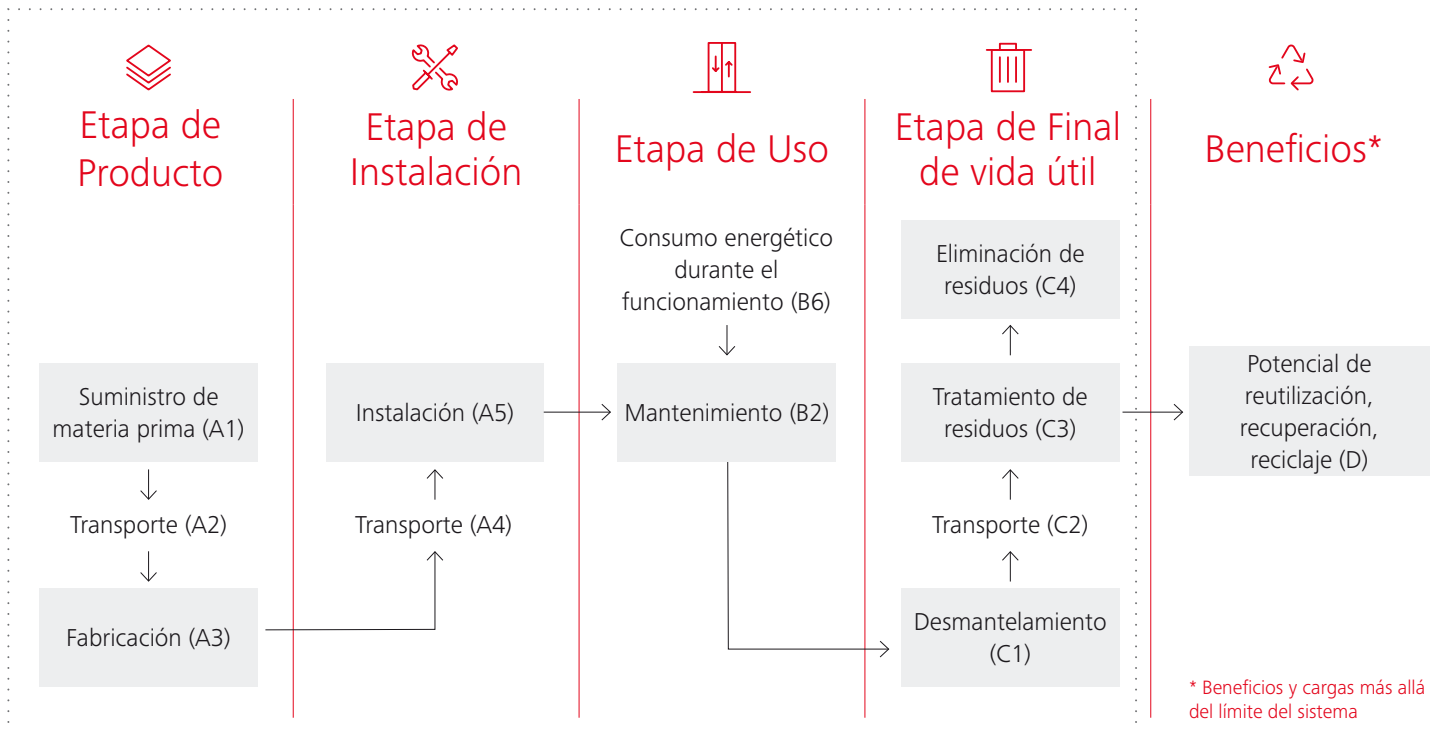 Etapa de
Producto
Suministro de
materia prima (A1)
Transporte (A2)
Fabricación (A3)
Etapa de
Instalación
Instalación (A5)
Transporte (A4)
Etapa de Uso
Consumo energético
durante el
funcionamiento (B6)
Mantenimiento (B2)
Etapa de Final
de vida útil
Eliminación de
residuos (C4)
Tratamiento de
residuos (C3)
Transporte (C2)
Desmantelamiento
(C1)
Beneficios*
Potencial de
reutilización,
recuperación,
reciclaje (D)
* Beneficios y cargas más allá
del límite del sistema